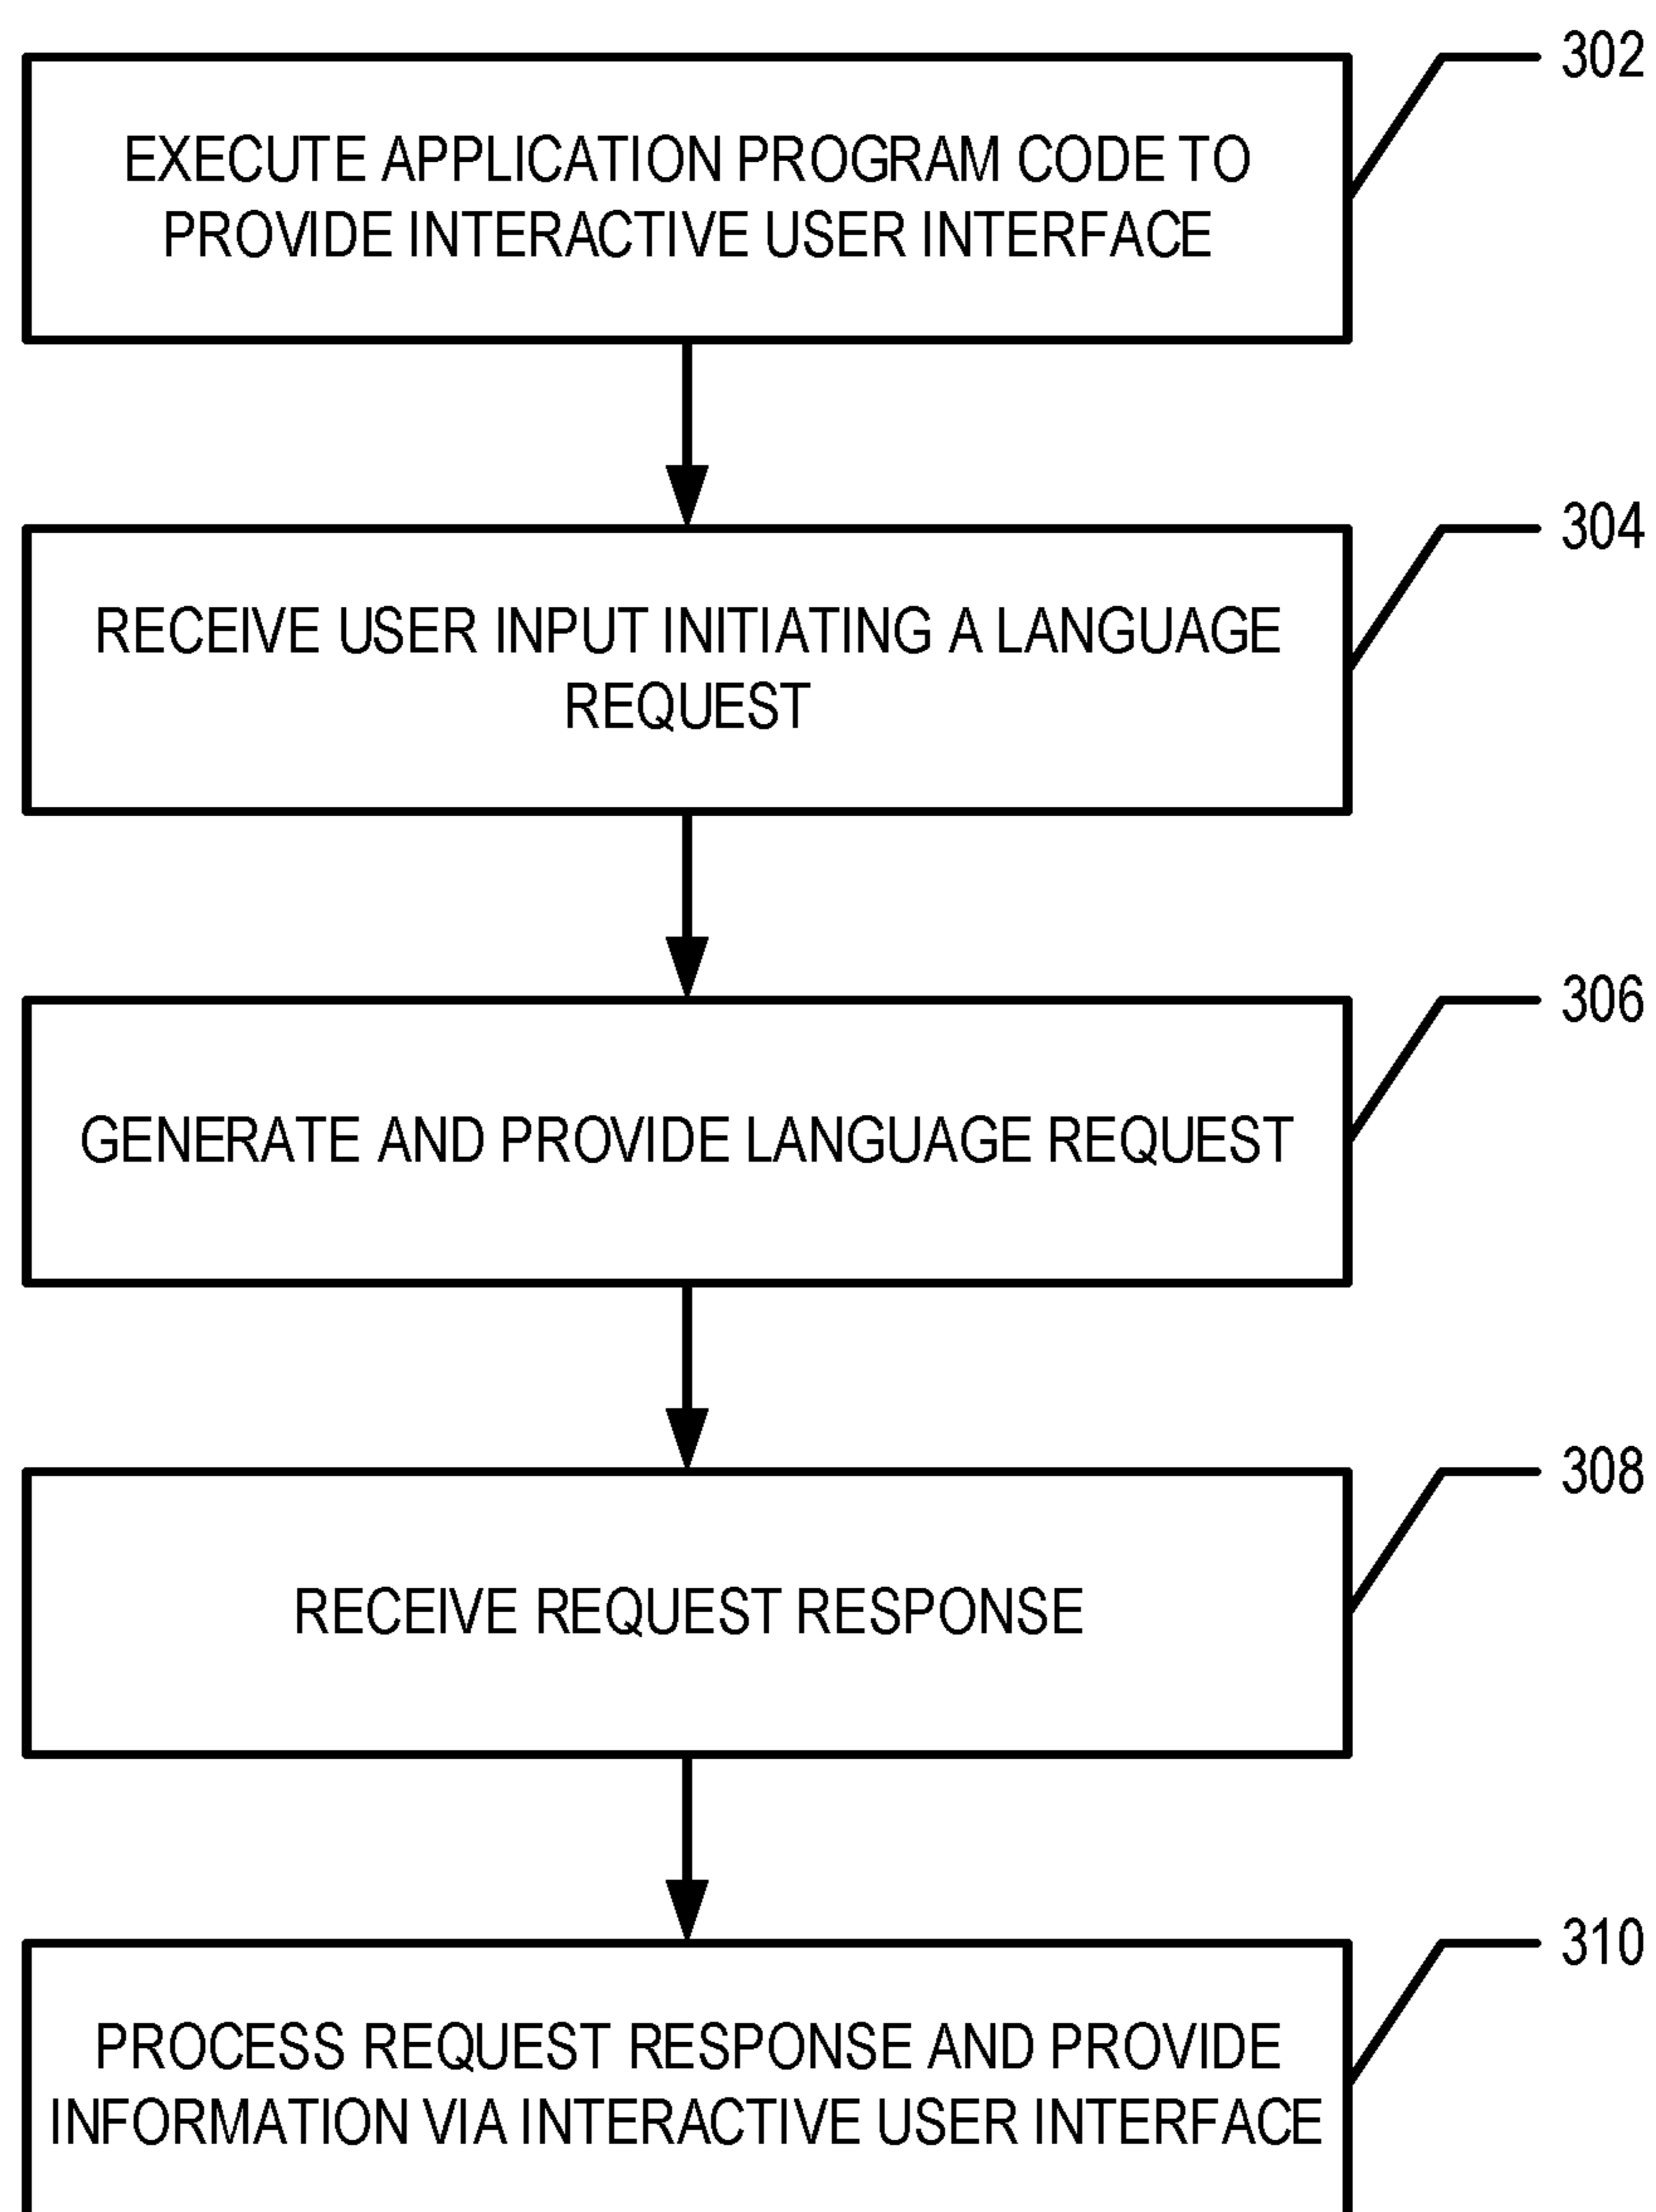 302
EXECUTE APPLICATION PROGRAM CODE TO
PROVIDE INTERACTIVE USER INTERFACE
304
RECEIVE USER INPUT INITIATING A LANGUAGE
REQUEST
306
GENERATE AND PROVIDE LANGUAGE REQUEST
308
RECEIVE REQUEST RESPONSE
310
PROCESS REQUEST RESPONSE AND PROVIDE
INFORMATION VIA INTERACTIVE USER INTERFACE